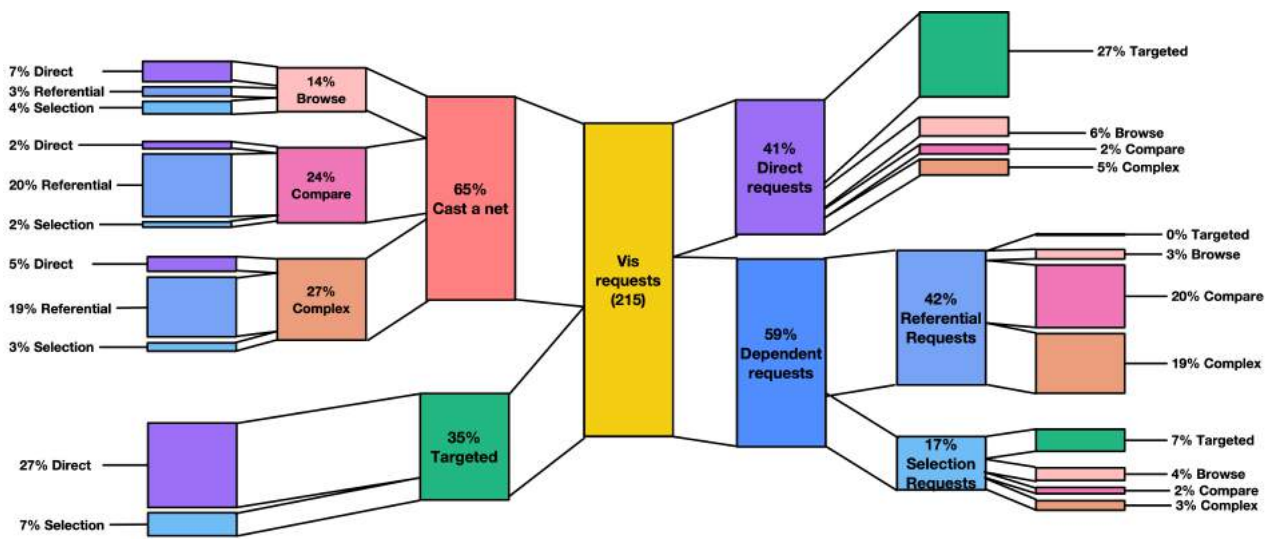 7% Direct
3% Referential
4% Selection
14%
Browse
2% Direct
20% Referential
2% Selection
24%
Compare
5% Direct
19% Referential
3% Selection
27%
Complex
65%
Cast a net
27% Direct
7% Selection
35%
Targeted
Vis
requests
(215)
41%
Direct
requests
27% Targeted
6% Browse
2% Compare
5% Complex
59%
Dependent
requests
42%
Referential
Requests
0% Targeted
3% Browse
20% Compare
19% Complex
17%
Selection
Requests
7% Targeted
4% Browse
2% Compare
3% Complex